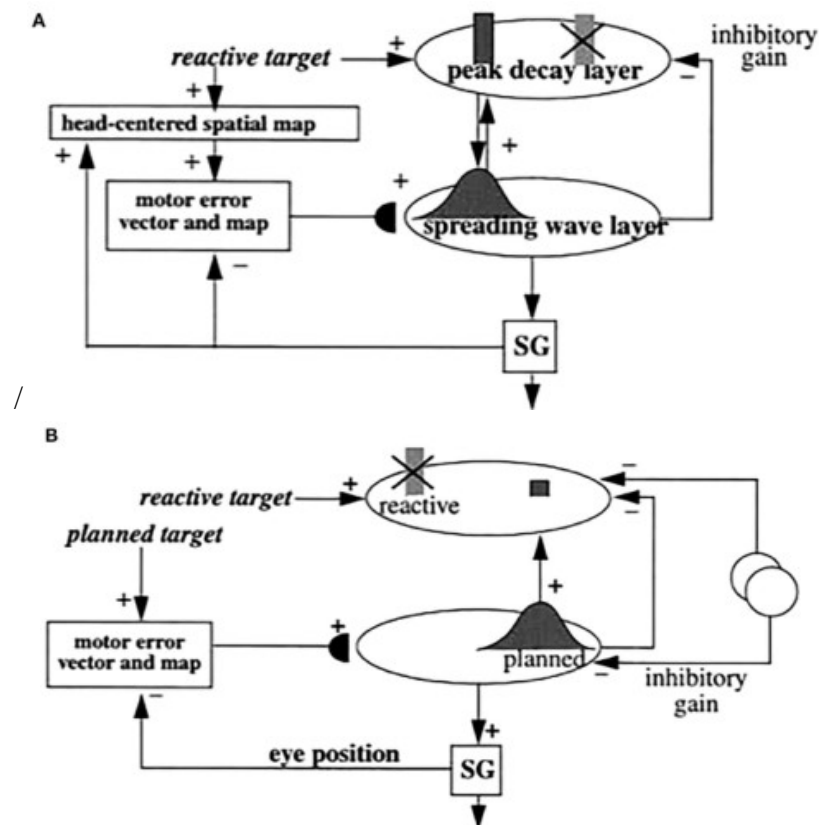 A
reactive target
+
inhibitory
gain
peak decay layer
−
+
head-centered spatial map
+
+
+
motor error
vector and map
+
spreading wave layer
−
SG
/
B
reactive target
+
reactive
−
−
planned target
+
+
motor error
vector and map
+
planned
−
inhibitory
gain
−
+
eye position
SG